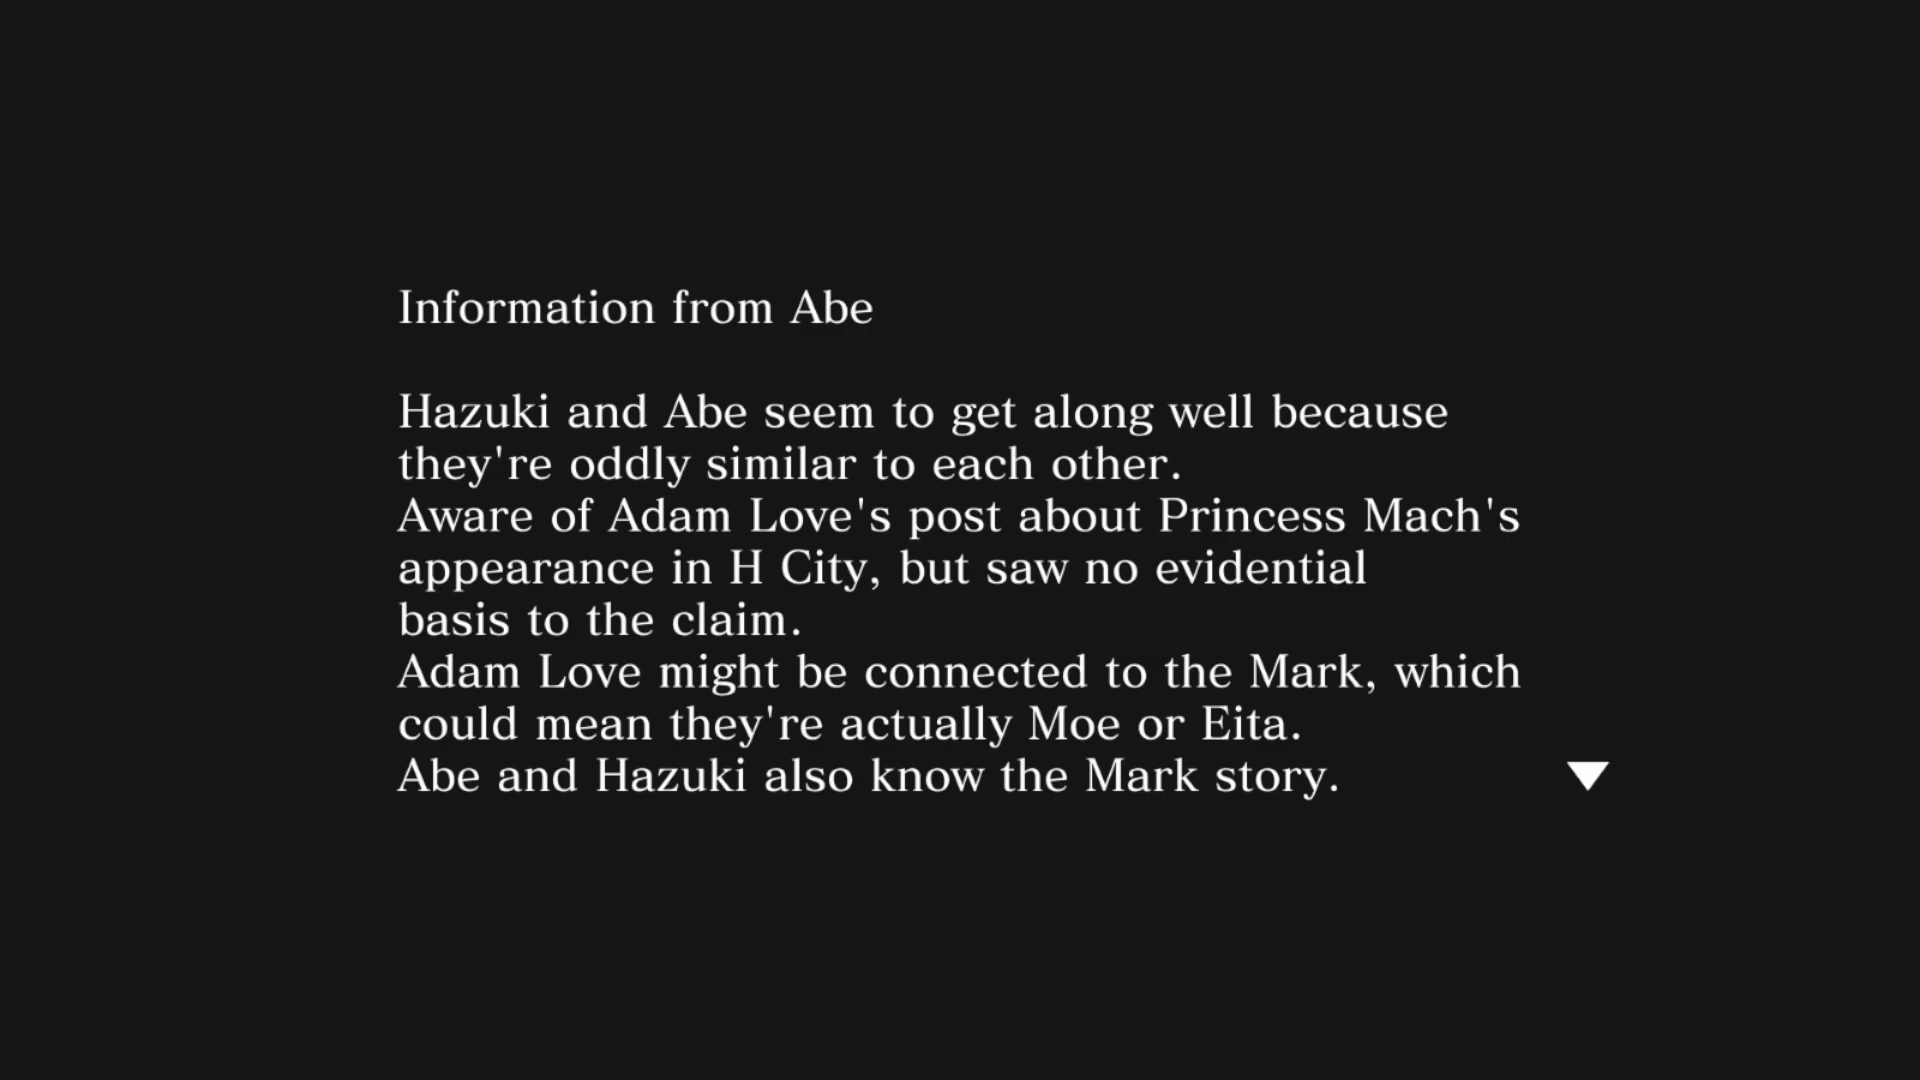 Information from Abe
Hazuki and Abe seem to get along well because
they're oddly similar to each other.
Aware of Adam Love's post about Princess Mach's
appearance in H City, but saw no evidential
basis to the claim.
Adam Love might be connected to the Mark, which
could mean they're actually Moe or Eita.
Abe and Hazuki also know the Mark story.